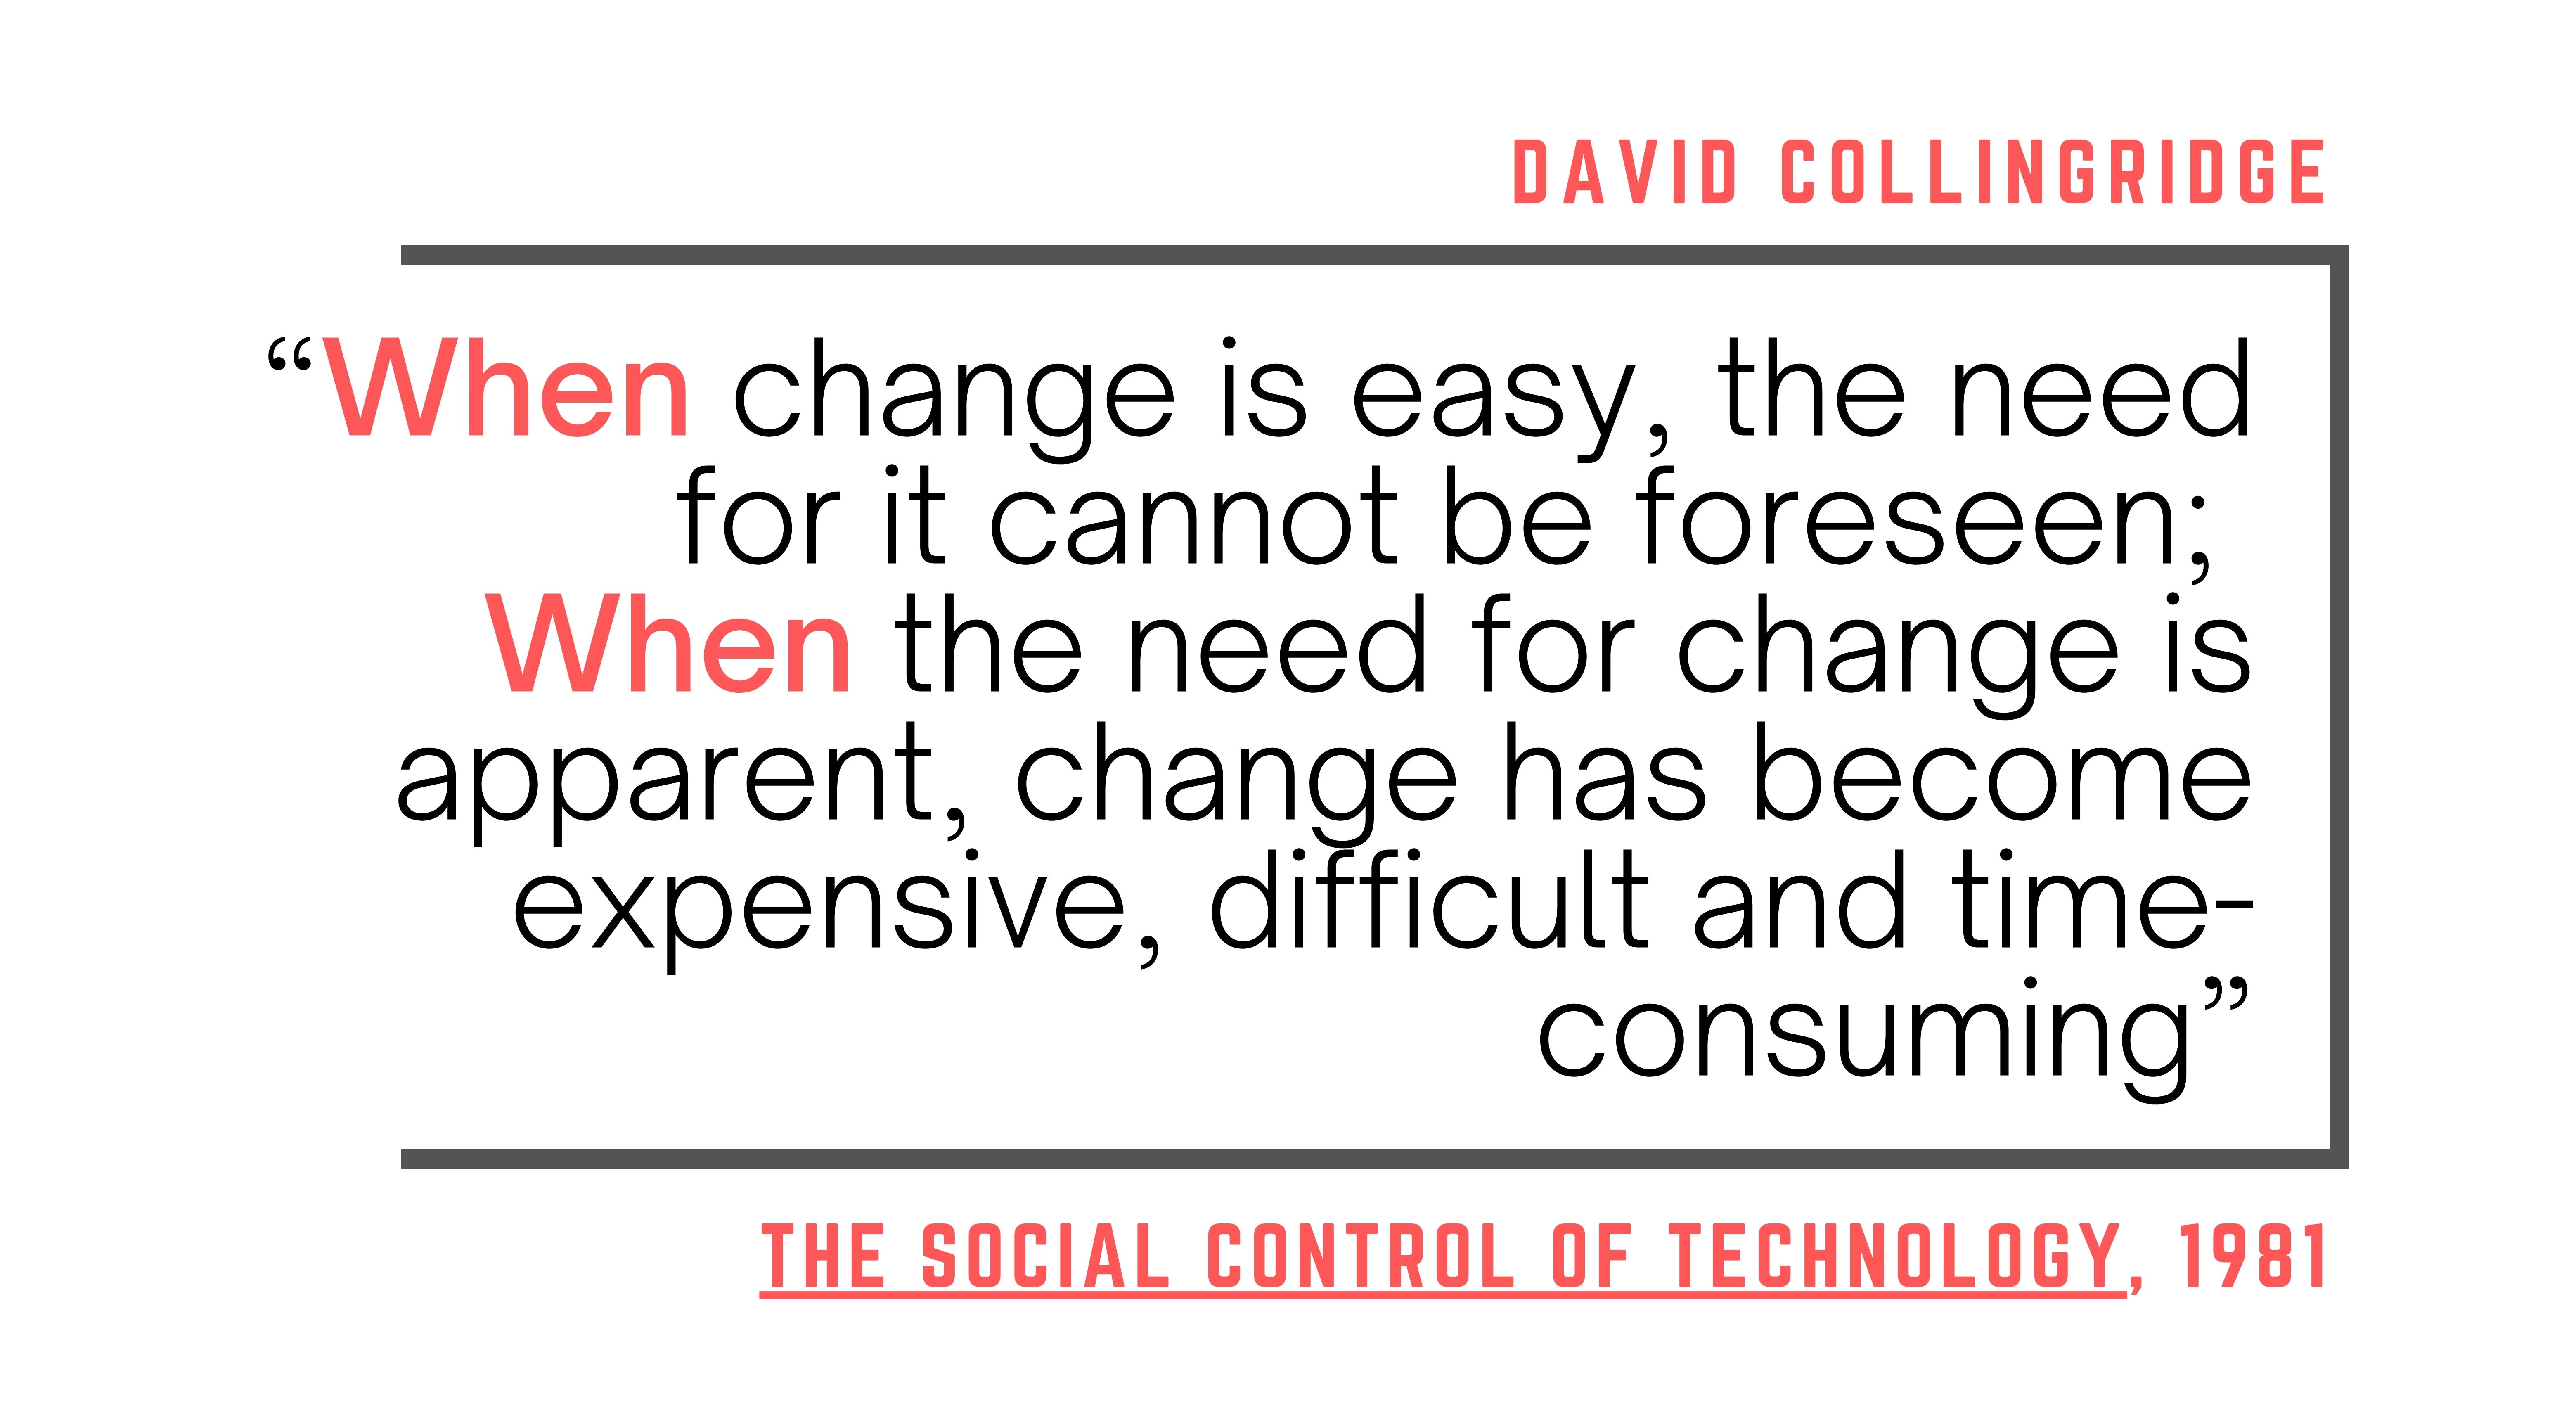 DAVID COLLINGRIDGE
“When change is easy, the need
for it cannot be foreseen;
When the need for change is
apparent, change has become
expensive, difficult and time-
consuming”
THE SOCIAL CONTROL OF TECHNOLOGY, 1981